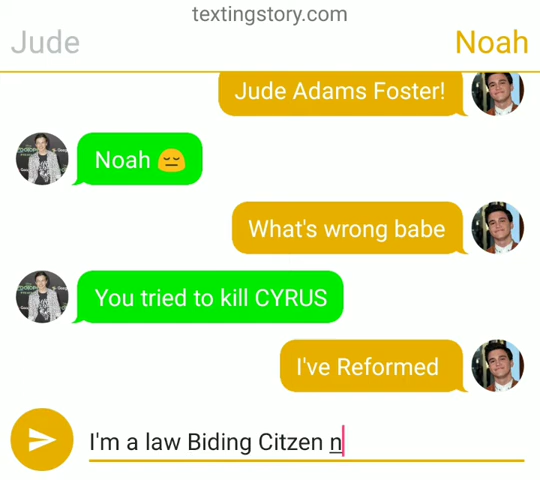 textingstory.com
Jude
Noah
Jude Adams Foster!
Noah 😔
What's wrong babe
You tried to kill CYRUS
I've Reformed
I'm a law Biding Citzen n